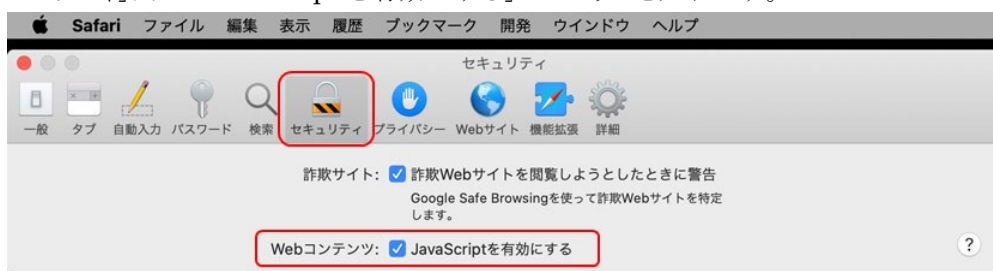 Safari ファイル 編集 表示 履歴 ブックマーク 開発 ウインドウ ヘルプ
セキュリティ
一般 タブ 自動入力 パスワード 検索 セキュリティ プライバシー Webサイト 機能拡張 詳細
詐欺サイト: 詐欺Webサイトを閲覧しようとしたときに警告
Google Safe Browsingを使って詐欺Webサイトを特定
します。
Webコンテンツ: JavaScriptを有効にする
?